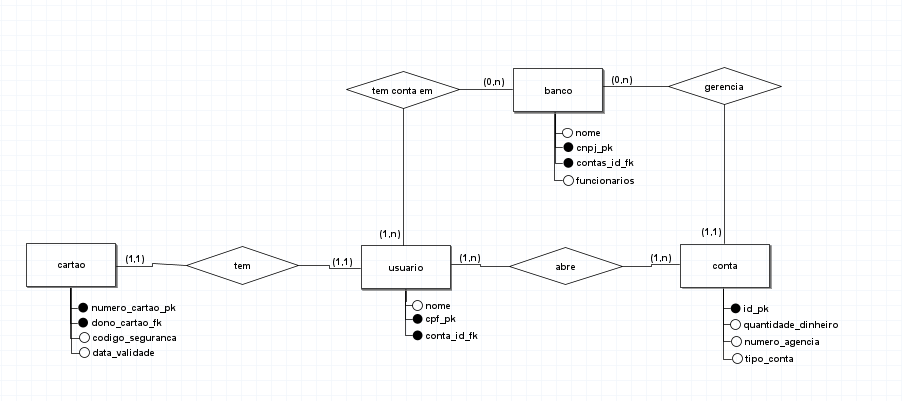 tem conta em
(0,n)
banco
(0,n)
gerencia
nome
cnpj_pk
contas_id_fk
funcionarios
(1,n)
(1,1)
cartao
(1,1)
tem
(1,1)
usuario
(1,n)
abre
(1,n)
conta
numero_cartao_pk
dono_cartao_fk
codigo_seguranca
data_validade
nome
cpf_pk
conta_id_fk
id_pk
quantidade_dinheiro
numero_agencia
tipo_conta